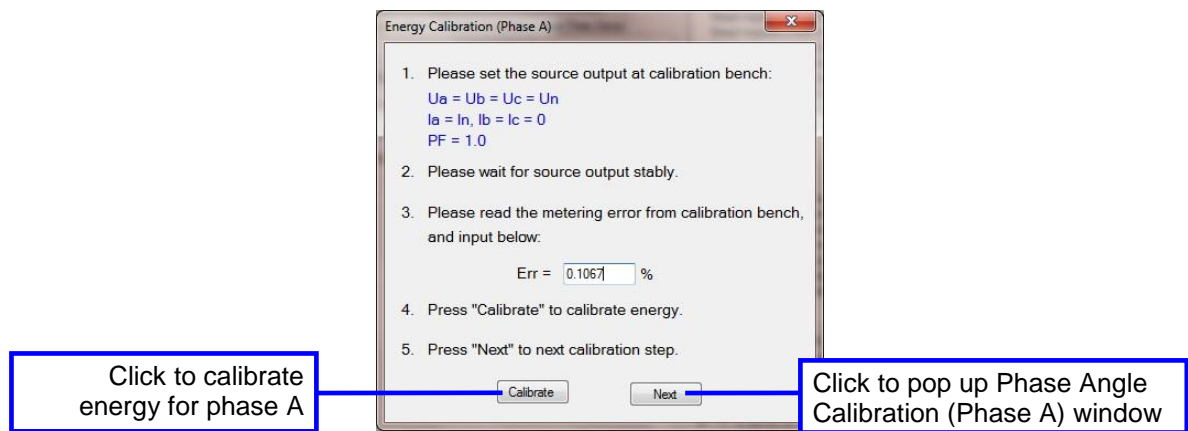 Energy Calibration (Phase A)
1. Please set the source output at calibration bench:
Ua = Ub = Uc = Un
Ia = In, Ib = Ic = 0
PF = 1.0
2. Please wait for source output stably.
3. Please read the metering error from calibration bench,
and input below:
Err = 0.1067 %
4. Press "Calibrate" to calibrate energy.
5. Press "Next" to next calibration step.
Calibrate Next
Click to calibrate
energy for phase A
Click to pop up Phase Angle
Calibration (Phase A) window